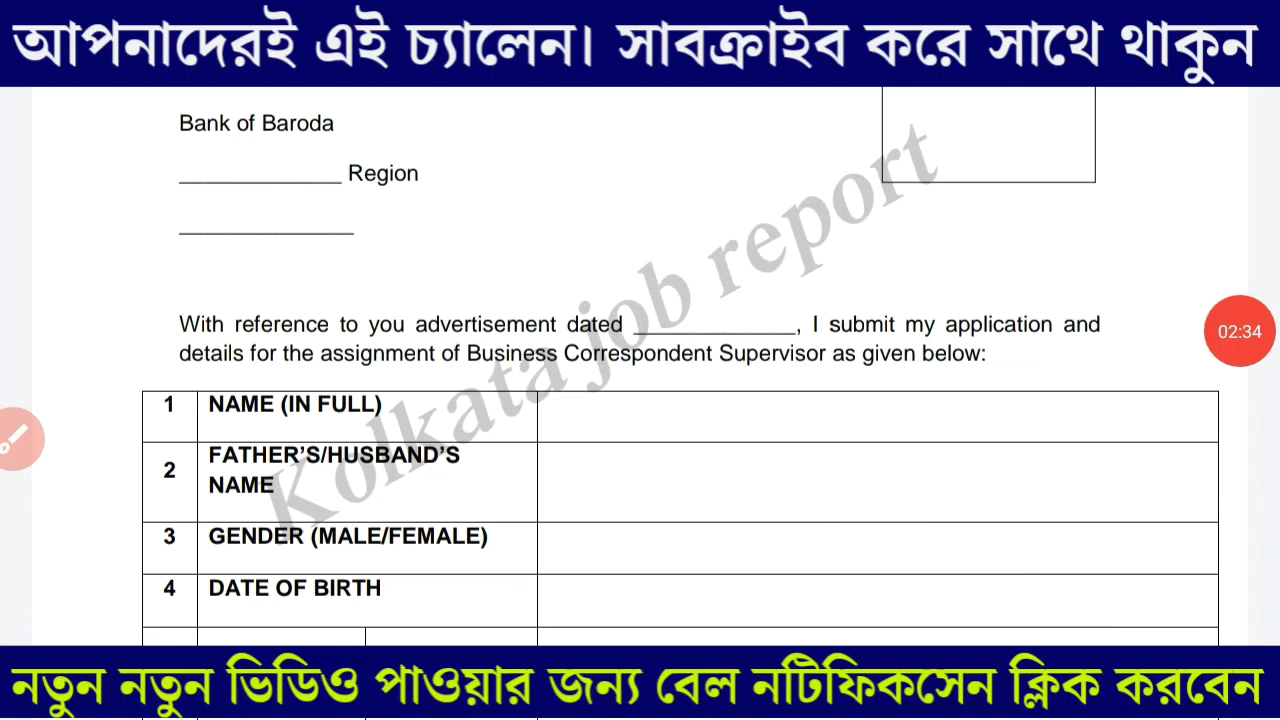 আপনাদেরই এই চ্যালেন। সাবক্রাইব করে সাথে থাকুন
Bank of Baroda
_____________ Region
______________
With reference to you advertisement dated _____________, I submit my application and
details for the assignment of Business Correspondent Supervisor as given below:
1 NAME (IN FULL)
2 FATHER’S/HUSBAND’S
NAME
3 GENDER (MALE/FEMALE)
4 DATE OF BIRTH
Kolkata job report
02:34
নতুন নতুন ভিডিও পাওয়ার জন্য বেল নটিফিকসেন ক্লিক করবেন